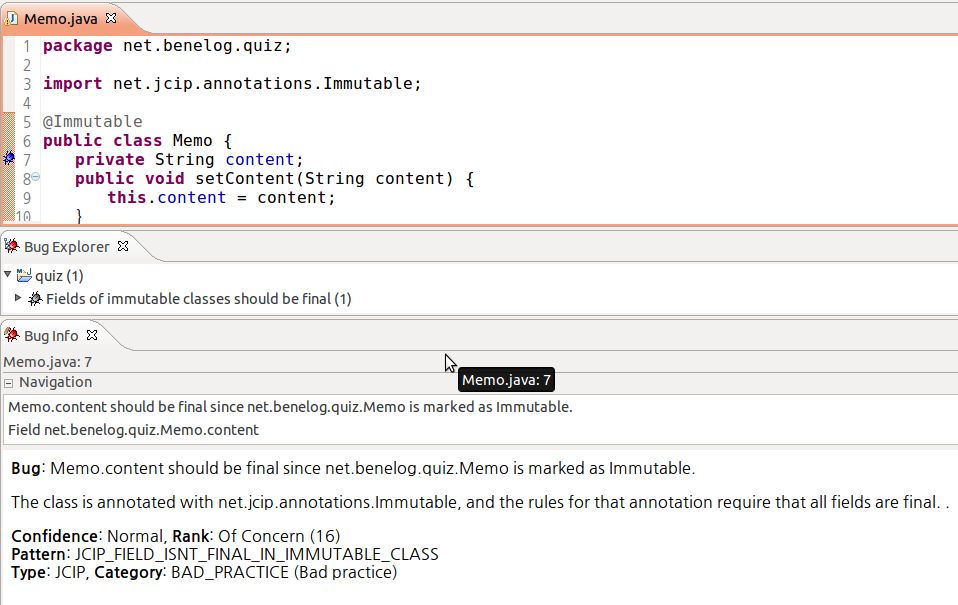 Memo.java
1 package net.benelog.quiz;
2
3 import net.jcip.annotations.Immutable;
4
5 @Immutable
6 public class Memo {
7 private String content;
8 public void setContent(String content) {
9 this.content = content;
10 }
Bug Explorer
quiz (1)
Fields of immutable classes should be final (1)
Bug Info
Memo.java: 7
Memo.java: 7
Navigation
Memo.content should be final since net.benelog.quiz.Memo is marked as Immutable.
Field net.benelog.quiz.Memo.content
Bug: Memo.content should be final since net.benelog.quiz.Memo is marked as Immutable.
The class is annotated with net.jcip.annotations.Immutable, and the rules for that annotation require that all fields are final. .
Confidence: Normal, Rank: Of Concern (16)
Pattern: JCIP_FIELD_ISNT_FINAL_IN_IMMUTABLE_CLASS
Type: JCIP, Category: BAD_PRACTICE (Bad practice)